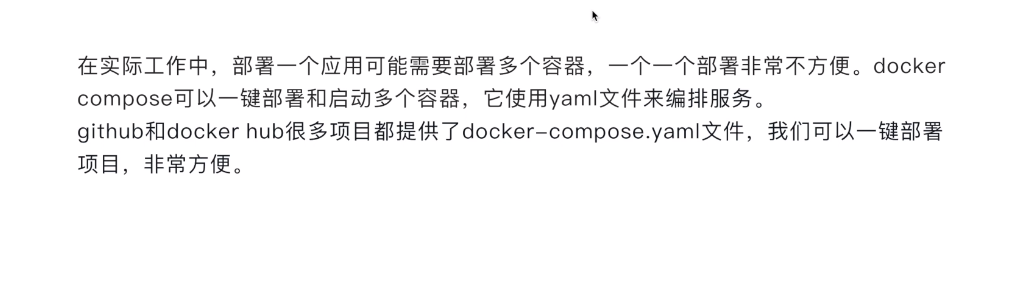 在实际工作中，部署一个应用可能需要部署多个容器，一个一个部署非常不方便。docker
compose可以一键部署和启动多个容器，它使用yaml文件来编排服务。
github和docker hub很多项目都提供了docker-compose.yaml文件，我们可以一键部署
项目，非常方便。